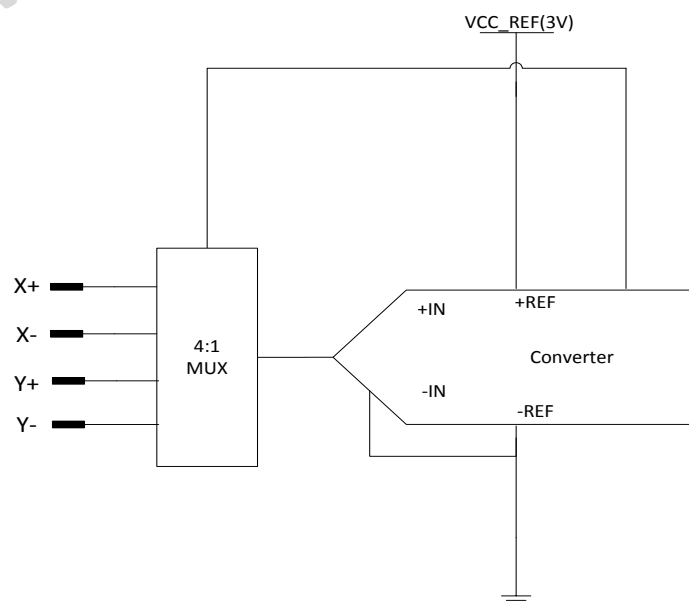 VCC_REF(3V)
X+
X-
Y+
Y-
4:1
MUX
+IN
+REF
Converter
-IN
-REF